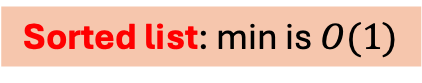 Sorted list: min is O(1)